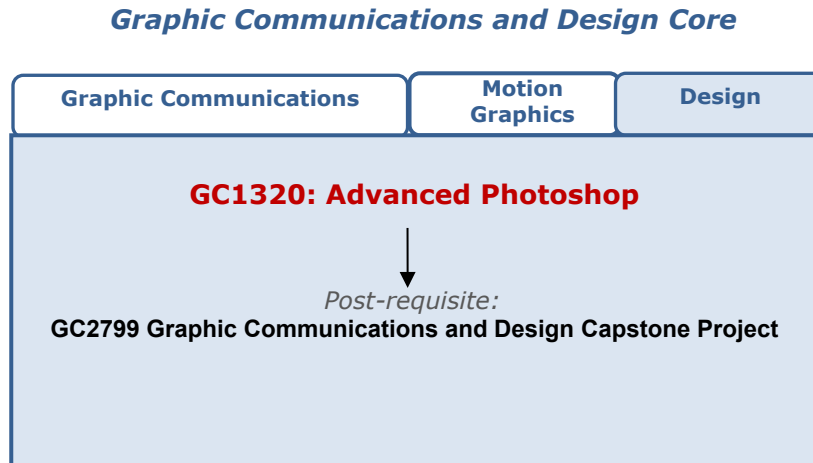 Graphic Communications and Design Core
Graphic Communications
Motion
Graphics
Design
GC1320: Advanced Photoshop
Post-requisite:
GC2799 Graphic Communications and Design Capstone Project